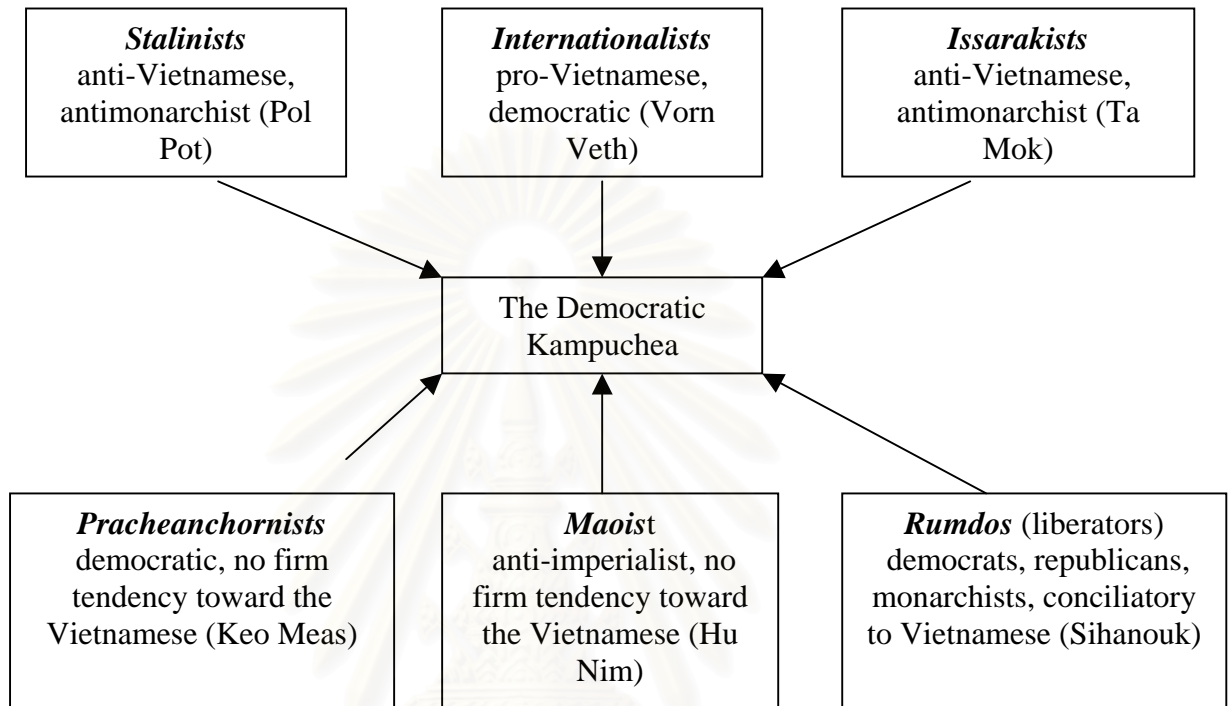 Stalinists
anti-Vietnamese,
antimonarchist (Pol
Pot)
Internationalists
pro-Vietnamese,
democratic (Vorn
Veth)
Issarakists
anti-Vietnamese,
antimonarchist (Ta
Mok)
The Democratic
Kampuchea
Pracheanchornists
democratic, no firm
tendency toward the
Vietnamese (Keo Meas)
Maoist
anti-imperialist, no
firm tendency toward
the Vietnamese (Hu
Nim)
Rumdos (liberators)
democrats, republicans,
monarchists, conciliatory
to Vietnamese (Sihanouk)